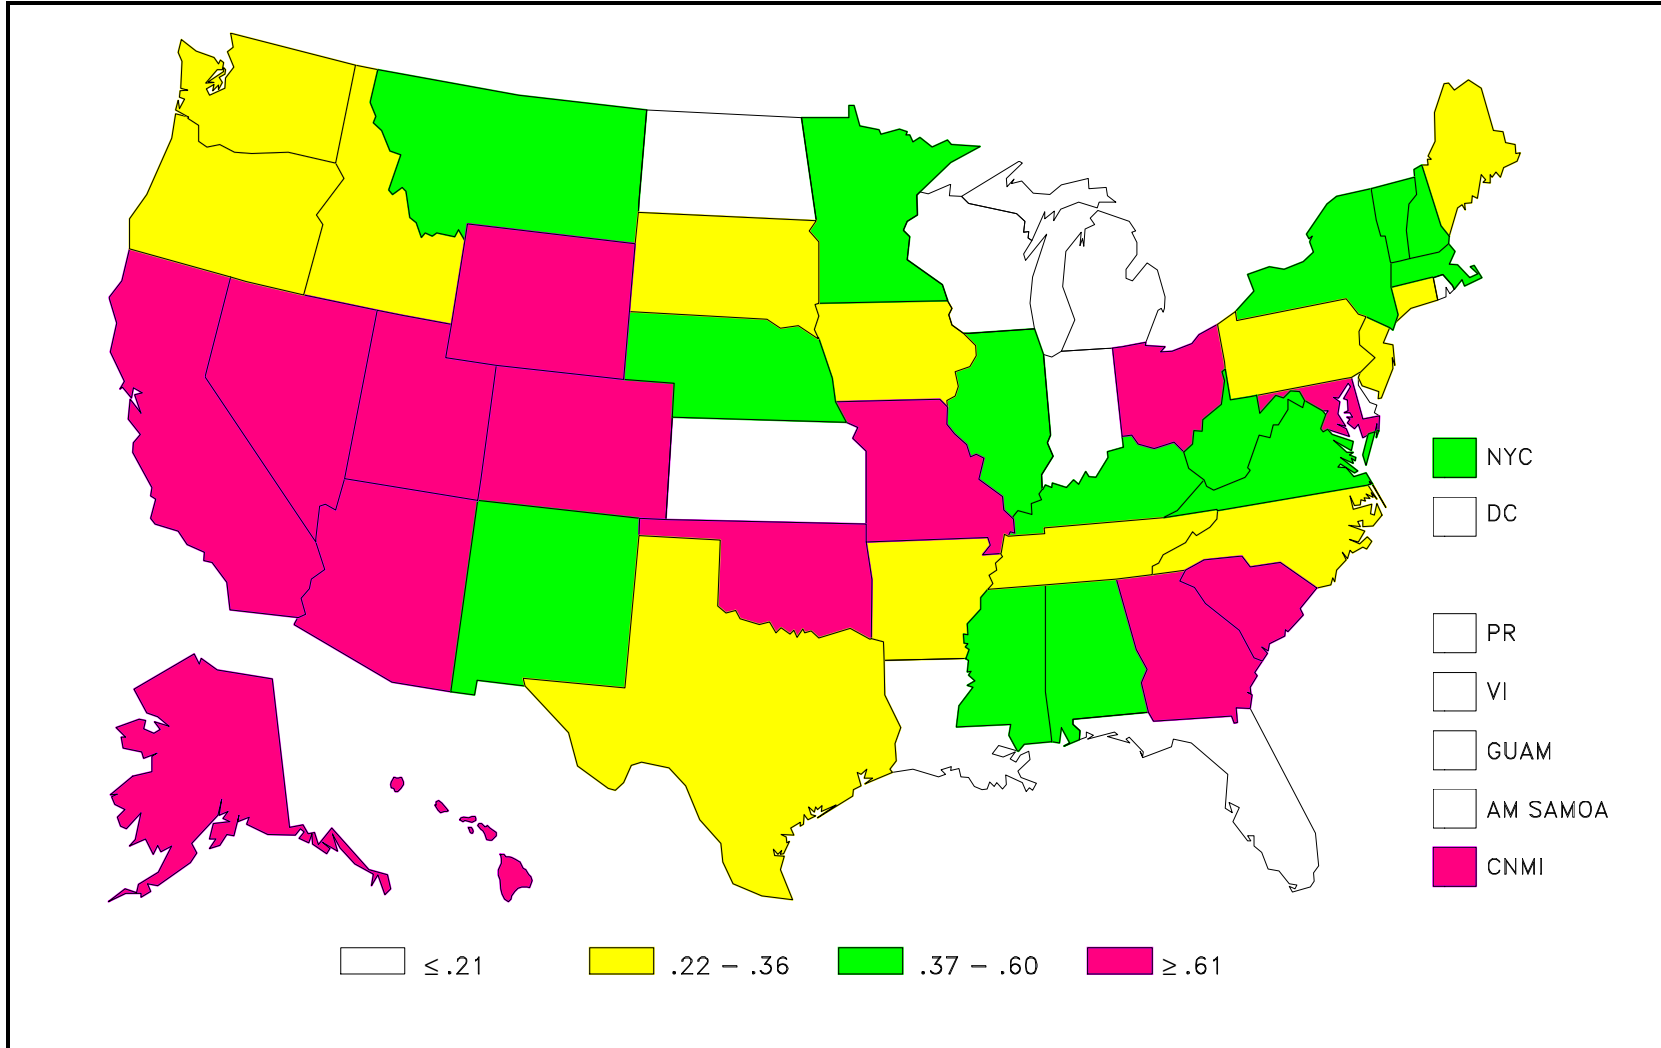 NYC
DC
PR
VI
GUAM
AM SAMOA
CNMI
≤.21
.22 – .36
.37 – .60
≥.61